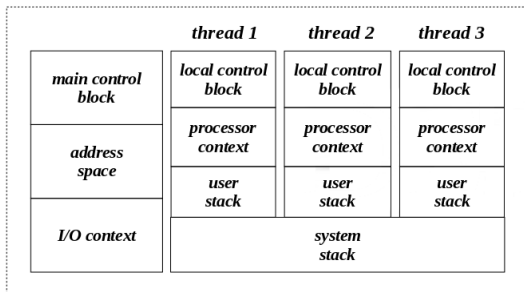 thread 1
thread 2
thread 3
main control
block
address
space
I/O context
local control
block
processor
context
user
stack
local control
block
processor
context
user
stack
local control
block
processor
context
user
stack
system
stack